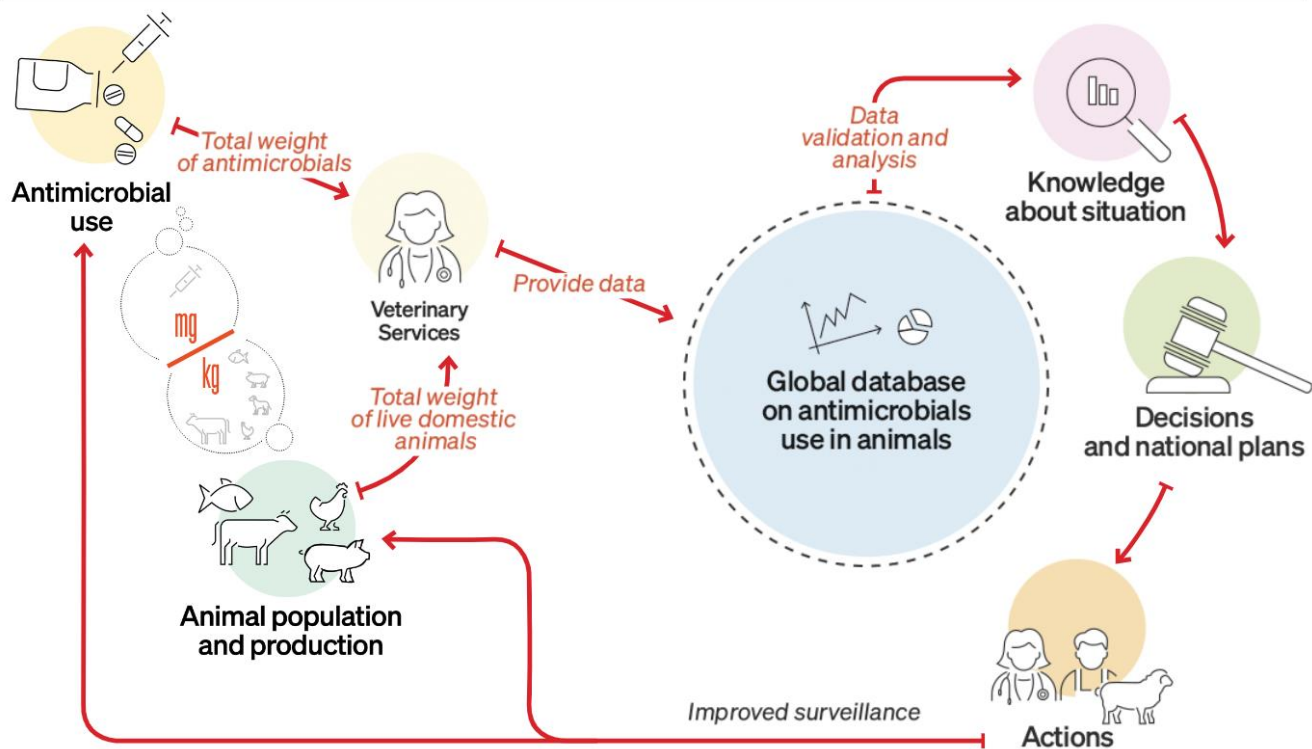 Antimicrobial
use
Total weight
of antimicrobials
mg
kg
Veterinary
Services
Total weight
of live domestic
animals
Animal population
and production
Provide data
Global database
on antimicrobials
use in animals
Data
validation and
analysis
Knowledge
about situation
Decisions
and national plans
Actions
Improved surveillance